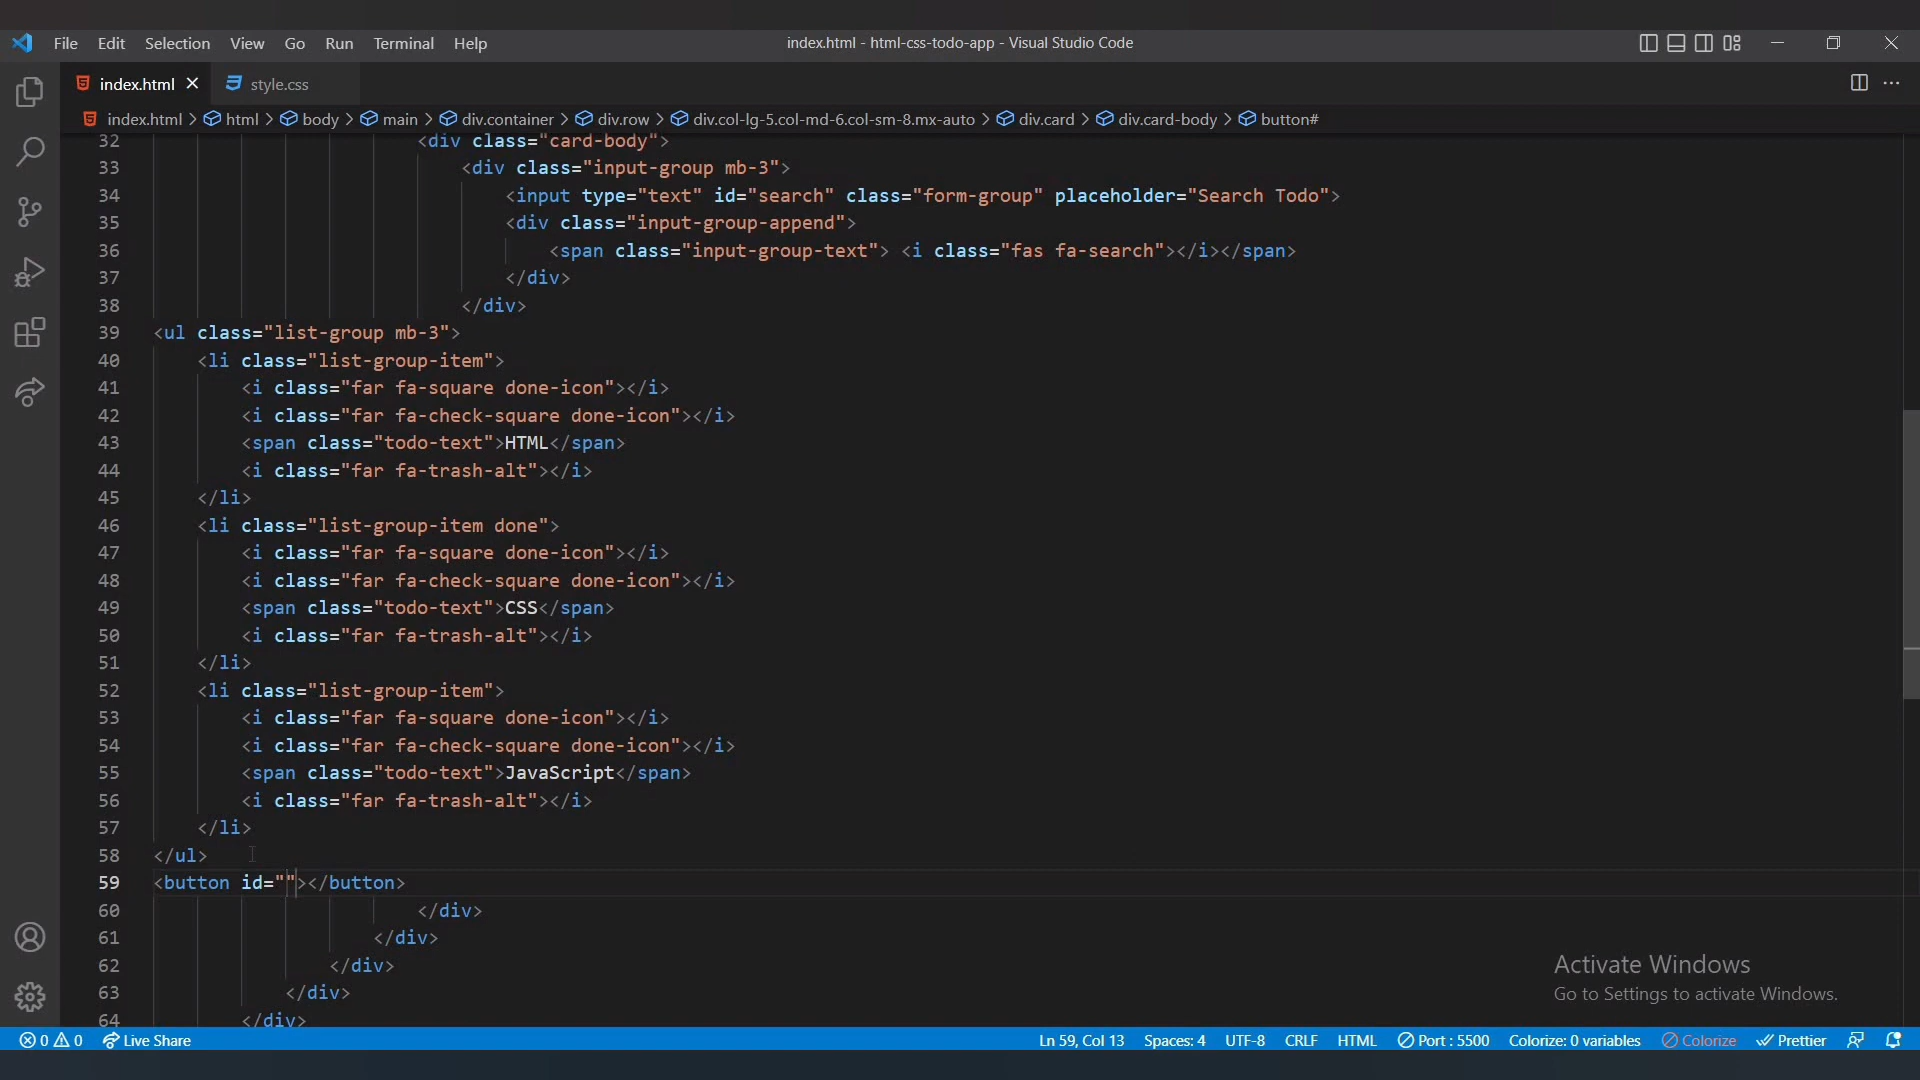 File Edit Selection View Go Run Terminal Help
index.html - html-css-todo-app - Visual Studio Code
index.html style.css
index.html > html > body > main > div.container > div.row > div.col-lg-5.col-md-6.col-sm-8.mx-auto > div.card > div.card-body > button#
32 <div class="card-body">
33 <div class="input-group mb-3">
34 <input type="text" id="search" class="form-group" placeholder="Search Todo">
35 <div class="input-group-append">
36 <span class="input-group-text"> <i class="fas fa-search"></i></span>
37 </div>
38 </div>
39 <ul class="list-group mb-3">
40 <li class="list-group-item">
41 <i class="far fa-square done-icon"></i>
42 <i class="far fa-check-square done-icon"></i>
43 <span class="todo-text">HTML</span>
44 <i class="far fa-trash-alt"></i>
45 </li>
46 <li class="list-group-item done">
47 <i class="far fa-square done-icon"></i>
48 <i class="far fa-check-square done-icon"></i>
49 <span class="todo-text">CSS</span>
50 <i class="far fa-trash-alt"></i>
51 </li>
52 <li class="list-group-item">
53 <i class="far fa-square done-icon"></i>
54 <i class="far fa-check-square done-icon"></i>
55 <span class="todo-text">JavaScript</span>
56 <i class="far fa-trash-alt"></i>
57 </li>
58 </ul>
59 <button id=""></button>
60 </div>
61 </div>
62 </div>
63 </div>
64 </div>
Activate Windows
Go to Settings to activate Windows.
0 0 Live Share Ln 59, Col 13 Spaces: 4 UTF-8 CRLF HTML Port : 5500 Colorize: 0 variables Colorize Prettier